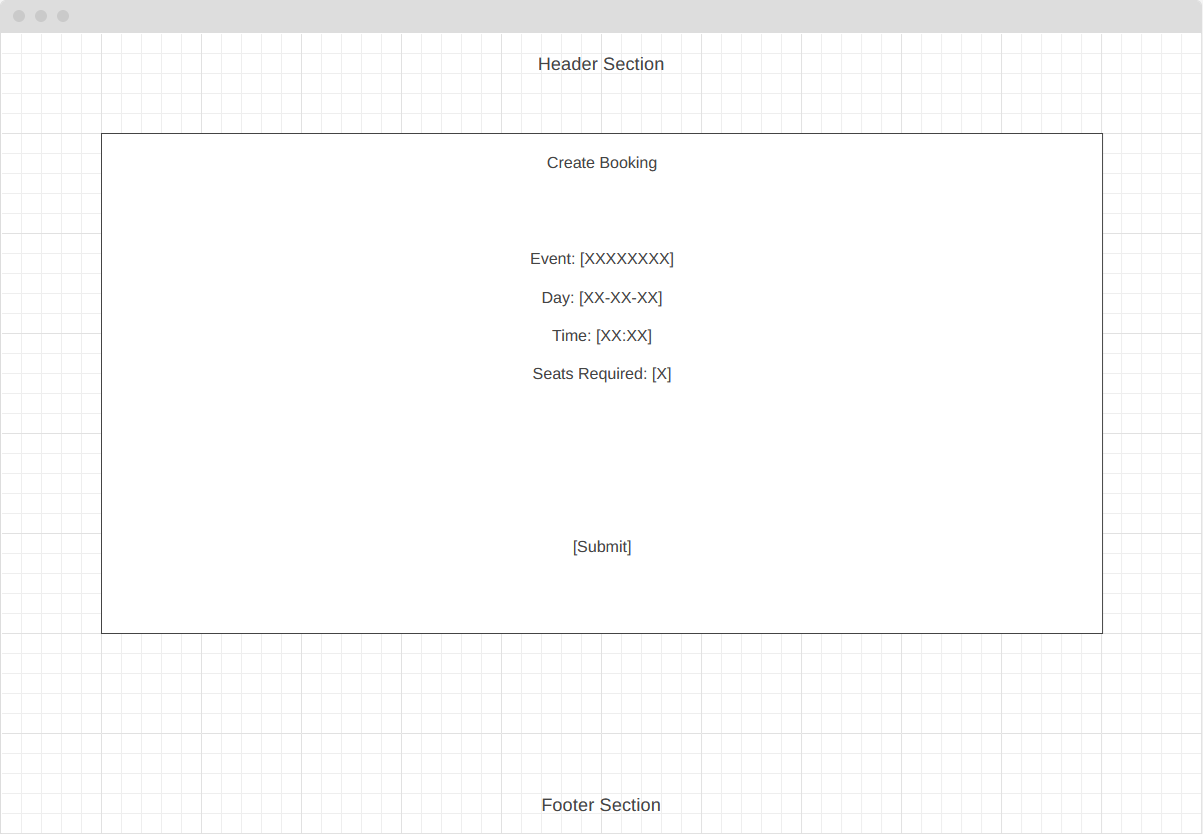 Header Section
Create Booking
Event: [XXXXXXXX]
Day: [XX-XX-XX]
Time: [XX:XX]
Seats Required: [X]
[Submit]
Footer Section